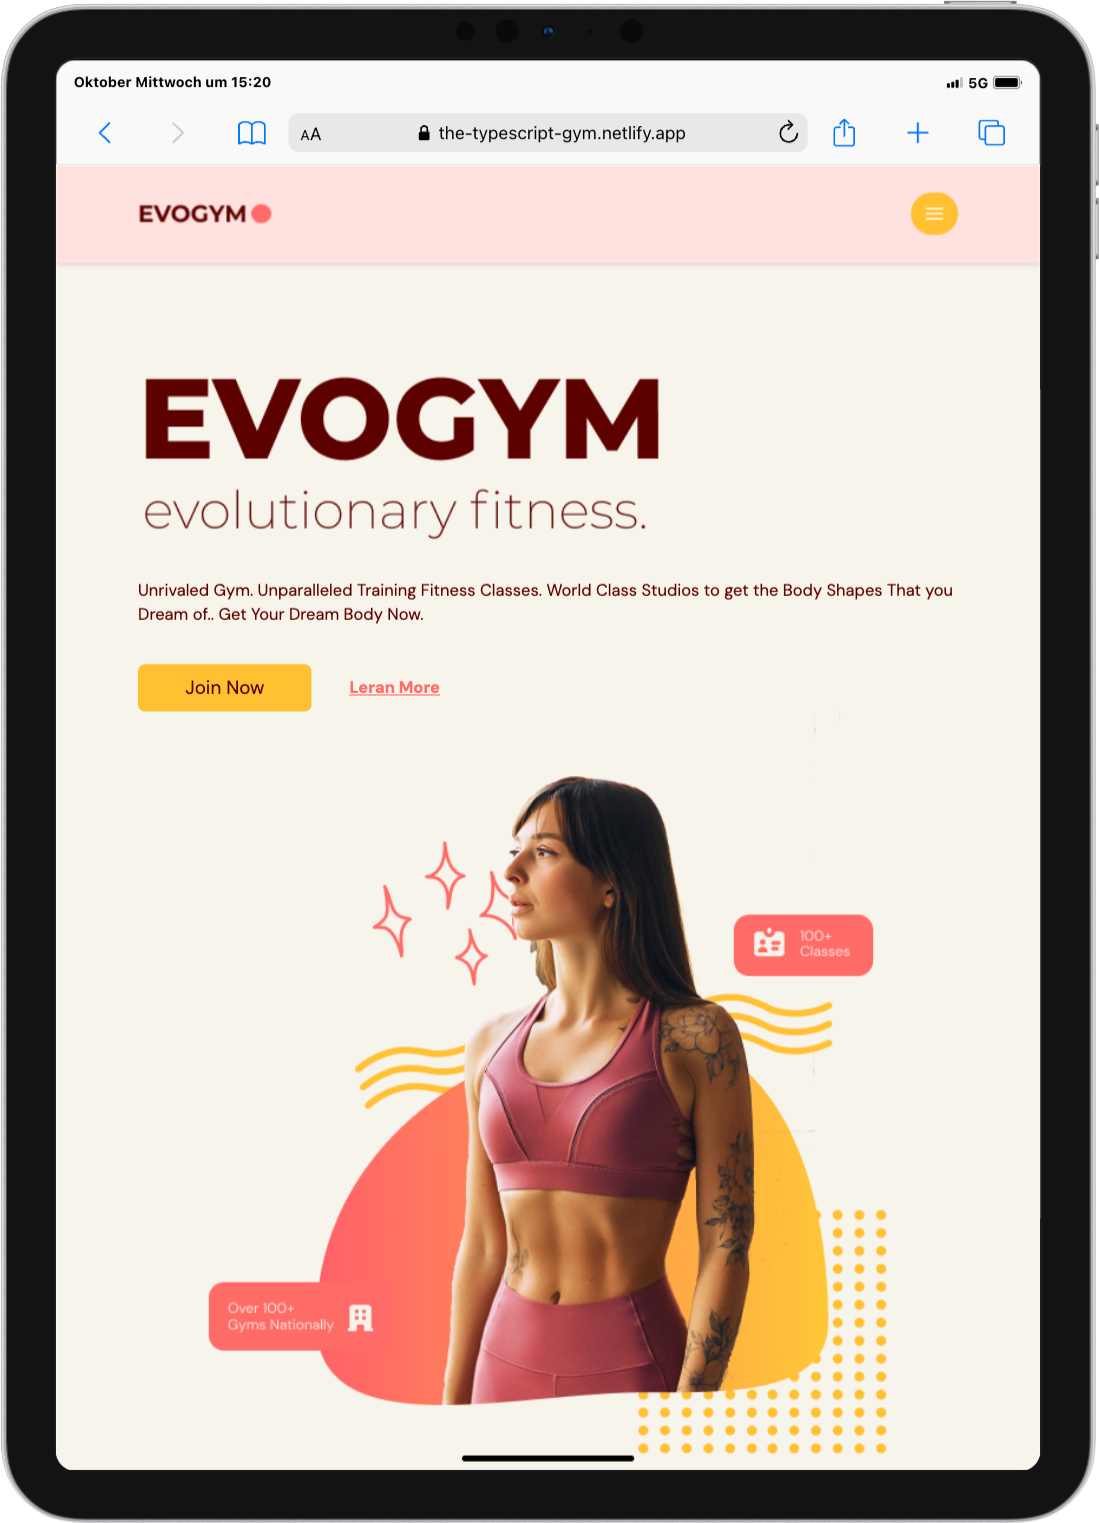 Oktober Mittwoch um 15:20
5G
AA
the-typescript-gym.netlify.app
EVOGYM
EVOGYM
evolutionary fitness.
Unrivaled Gym. Unparalleled Training Fitness Classes. World Class Studios to get the Body Shapes That you
Dream of.. Get Your Dream Body Now.
Join Now
Leran More
100+
Classes
Over 100+
Gyms Nationally